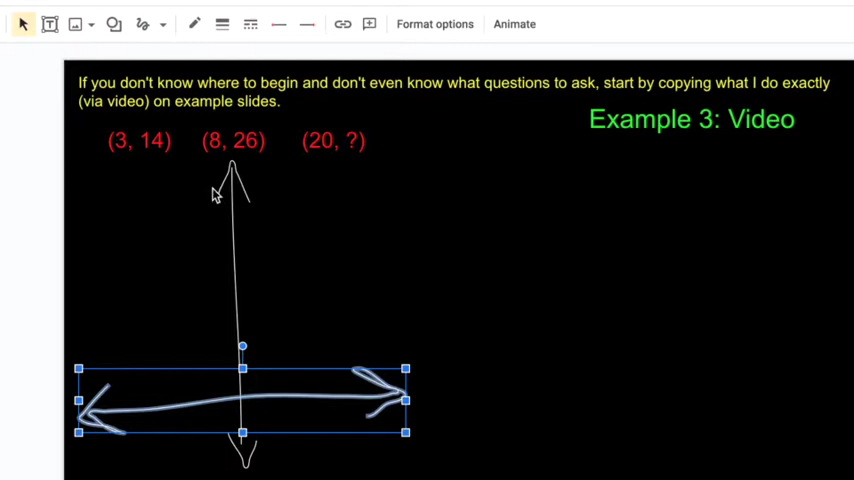 Format options Animate
If you don't know where to begin and don't even know what questions to ask, start by copying what I do exactly
(via video) on example slides.
Example 3: Video
(3, 14) (8, 26) (20, ?)